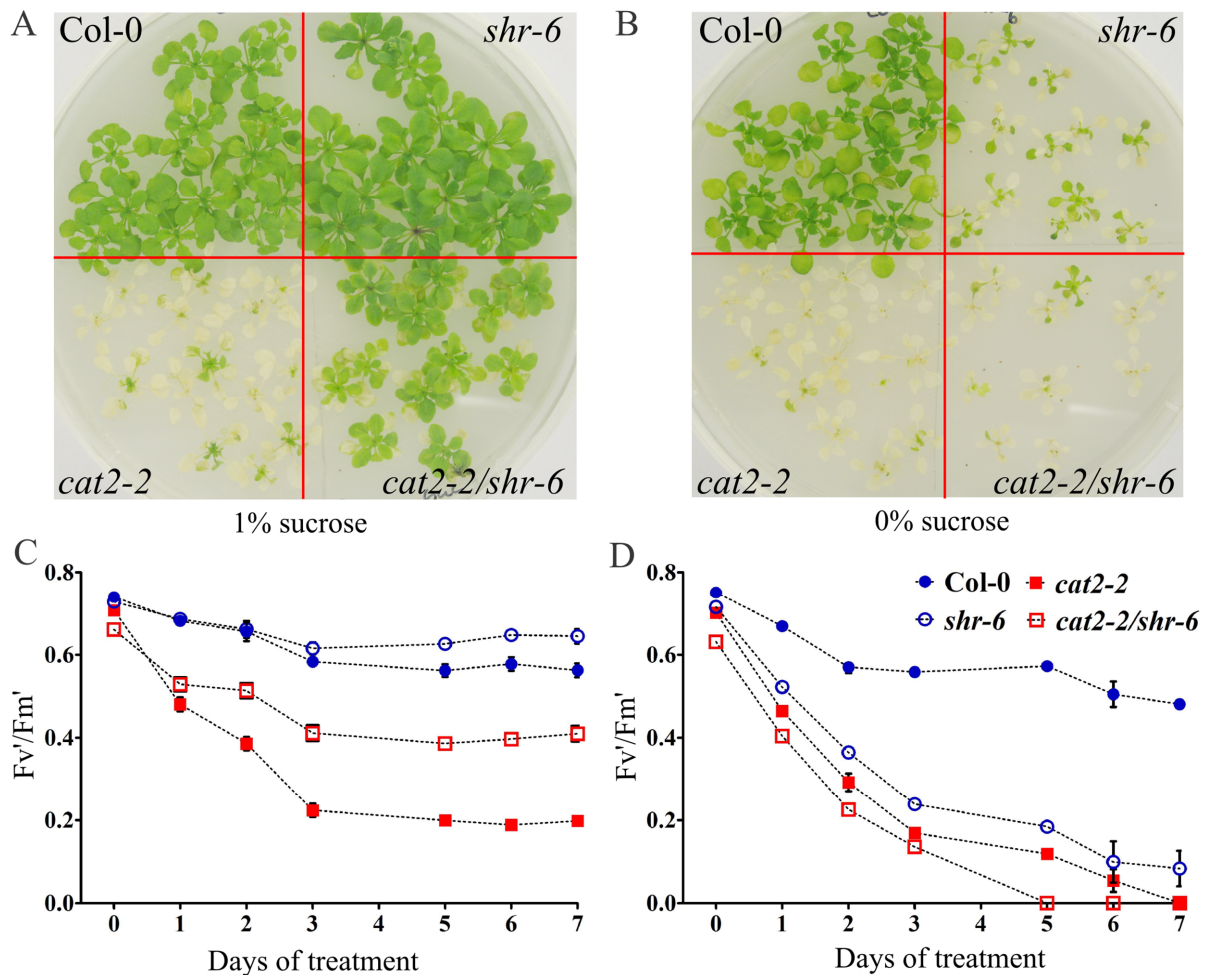 A
Col-0
shr-6
cat2-2
cat2-2/shr-6
1% sucrose
B
Col-0
shr-6
cat2-2
cat2-2/shr-6
0% sucrose
C
Fv'/Fm'
0.8
0.6
0.4
0.2
0.0
0 1 2 3 4 5 6 7
Days of treatment
D
Fv'/Fm'
0.8
0.6
0.4
0.2
0.0
Col-0 cat2-2
shr-6 cat2-2/shr-6
0 1 2 3 4 5 6 7
Days of treatment